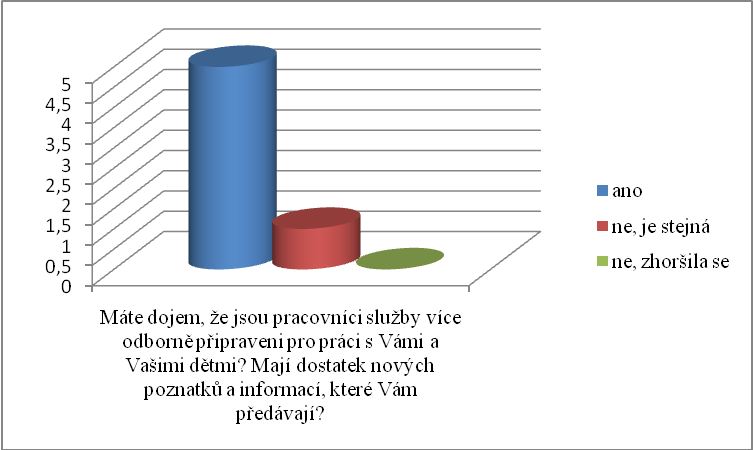 5
4,5
4
3,5
3
2,5
2
1,5
1
0,5
0
ano
ne, je stejná
ne, zhoršila se
Máte dojem, že jsou pracovníci služby více
odborně připraveni pro práci s Vámi a
Vašimi dětmi? Mají dostatek nových
poznatků a informací, které Vám
předávají?